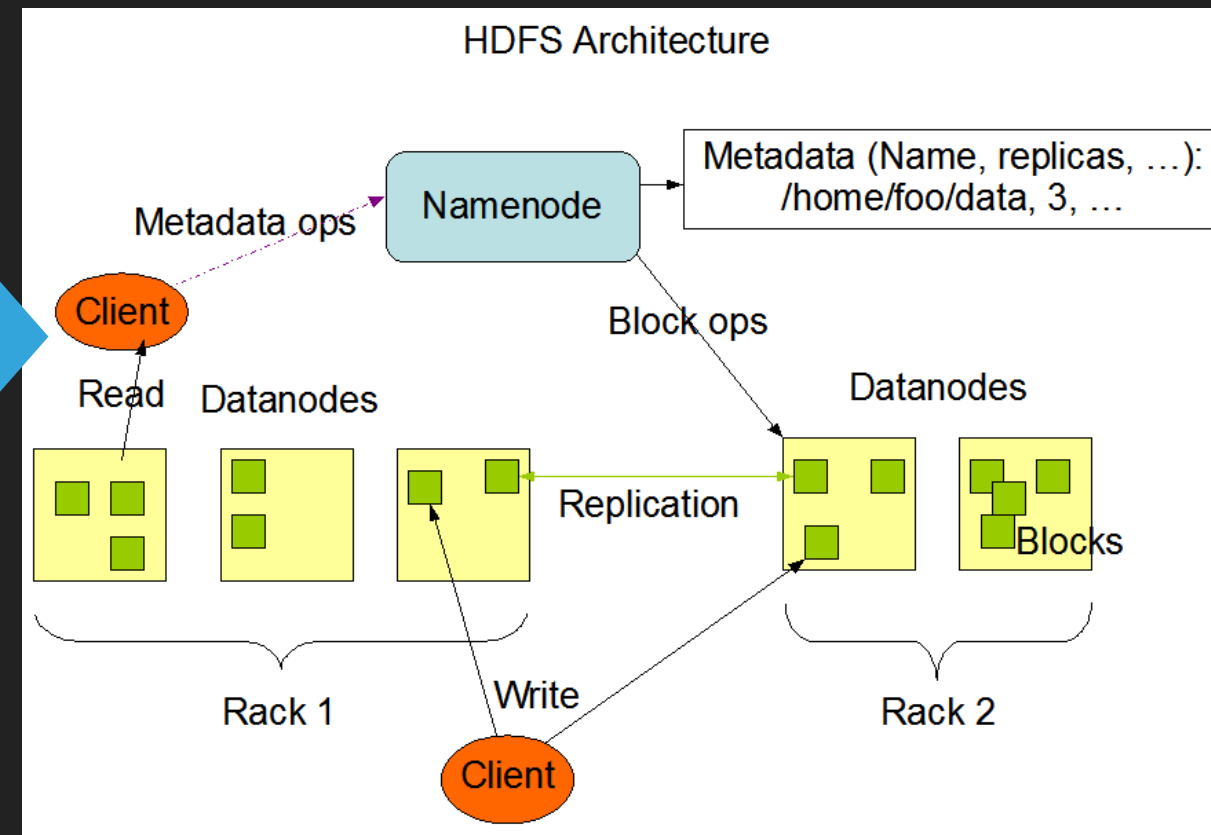 HDFS Architecture
Metadata (Name, replicas, …):
/home/foo/data, 3, …
Namenode
Metadata ops
Client
Block ops
Read
Datanodes
Datanodes
Replication
Blocks
Write
Rack 1
Rack 2
Client